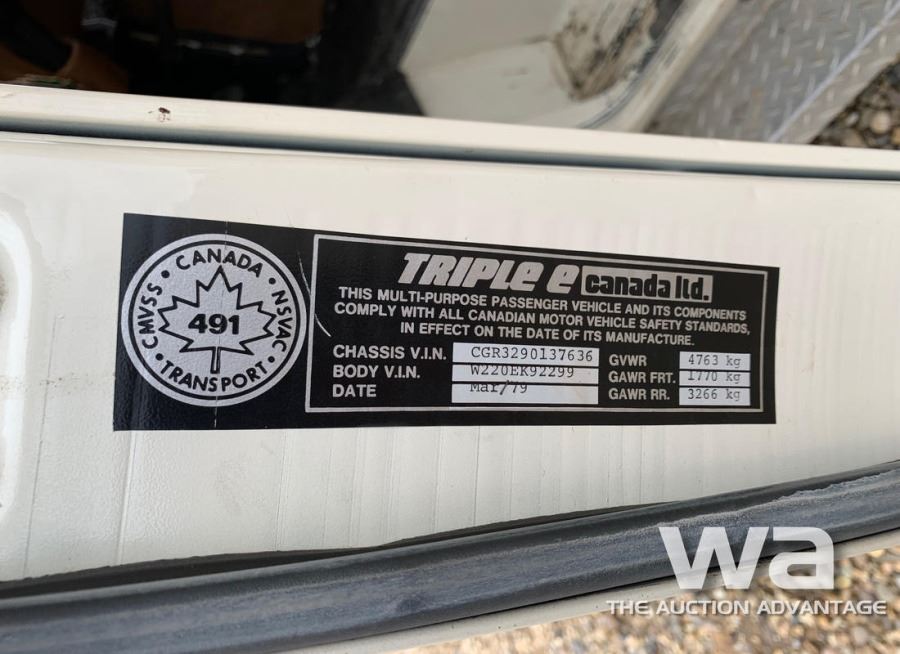 CANADA
CMVSS
NSVAC
491
TRANSPORT
TRIPLE e canada ltd.
THIS MULTI-PURPOSE PASSENGER VEHICLE AND ITS COMPONENTS
COMPLY WITH ALL CANADIAN MOTOR VEHICLE SAFETY STANDARDS,
IN EFFECT ON THE DATE OF ITS MANUFACTURE.
CHASSIS V.I.N. CGR3290137636 GVWR 4763 kg
BODY V.I.N. W220EK92299 GAWR FRT. 1770 kg
DATE Mar/79 GAWR RR. 3266 kg
wa
THE AUCTION ADVANTAGE